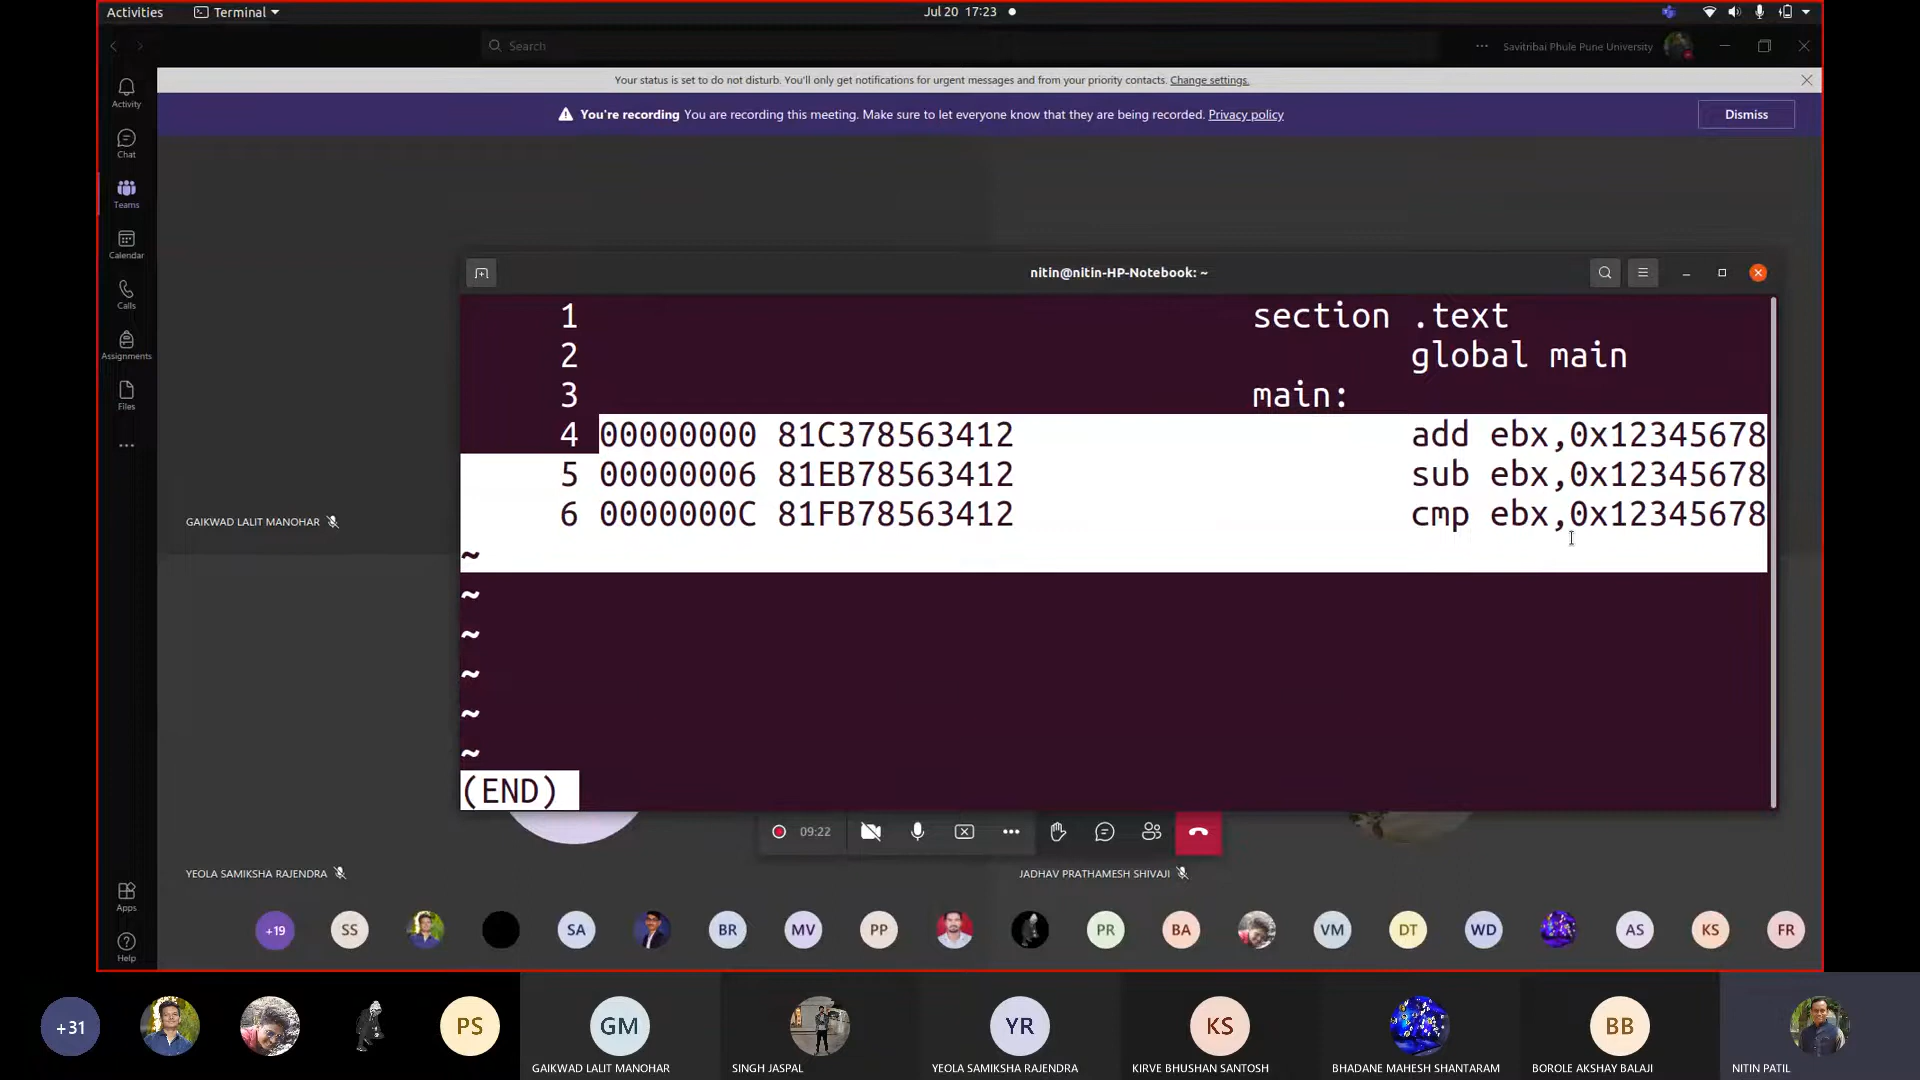 Activities Terminal Jul 20 17:23
Search Savitribai Phule Pune University
Your status is set to do not disturb. You'll only get notifications for urgent messages and from your priority contacts. Change settings.
You're recording You are recording this meeting. Make sure to let everyone know that they are being recorded. Privacy policy Dismiss
Activity
Chat
Teams
Calendar
Calls
Assignments
Files
Apps
Help
nitin@nitin-HP-Notebook: ~
1 section .text
2 global main
3 main:
4 00000000 81C378563412 add ebx,0x12345678
5 00000006 81EB78563412 sub ebx,0x12345678
6 0000000C 81FB78563412 cmp ebx,0x12345678
~
~
~
~
~
~
(END)
GAIKWAD LALIT MANOHAR
09:22
YEOLA SAMIKSHA RAJENDRA JADHAV PRATHAMESH SHIVAJI
+19 SS SA BR MV PP PR BA VM DT WD AS KS FR
+31 PS GM YR KS BB
GAIKWAD LALIT MANOHAR SINGH JASPAL YEOLA SAMIKSHA RAJENDRA KIRVE BHUSHAN SANTOSH BHADANE MAHESH SHANTARAM BOROLE AKSHAY BALAJI NITIN PATIL